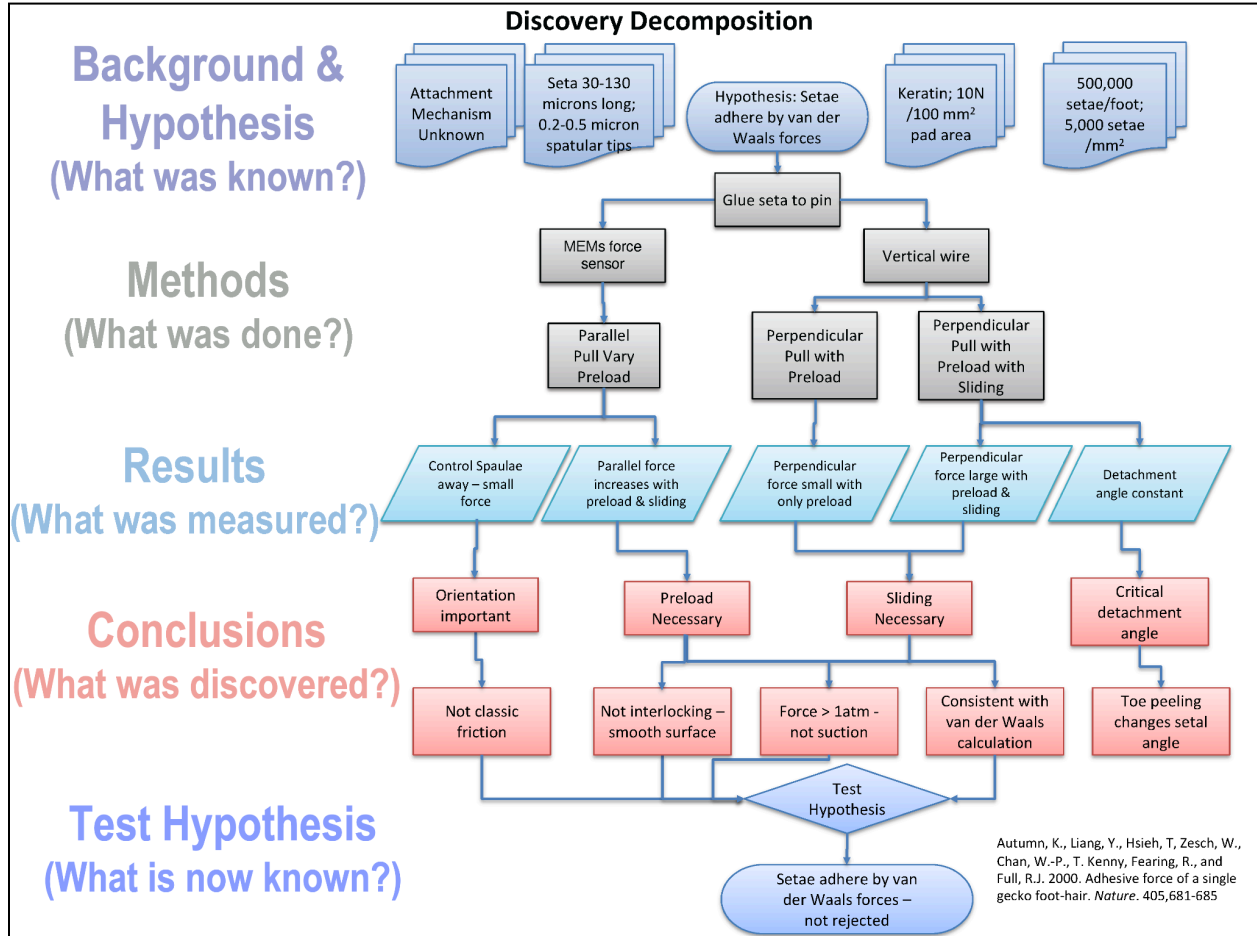 Discovery Decomposition
Background &
Hypothesis
(What was known?)
Attachment
Mechanism
Unknown
Seta 30-130
microns long;
0.2-0.5 micron
spatular tips
Hypothesis: Setae
adhere by van der
Waals forces
Keratin; 10N
/100 mm²
pad area
500,000
setae/foot;
5,000 setae
/mm²
Glue seta to pin
Methods
(What was done?)
MEMs force
sensor
Vertical wire
Parallel
Pull Vary
Preload
Perpendicular
Pull with
Preload
Perpendicular
Pull with
Preload with
Sliding
Results
(What was measured?)
Control Spaulae
away – small
force
Parallel force
increases with
preload & sliding
Perpendicular
force small with
only preload
Perpendicular
force large with
preload &
sliding
Detachment
angle constant
Conclusions
(What was discovered?)
Orientation
important
Preload
Necessary
Sliding
Necessary
Critical
detachment
angle
Not classic
friction
Not interlocking –
smooth surface
Force > 1atm -
not suction
Consistent with
van der Waals
calculation
Toe peeling
changes setal
angle
Test Hypothesis
(What is now known?)
Test
Hypothesis
Setae adhere by van
der Waals forces –
not rejected
Autumn, K., Liang, Y., Hsieh, T, Zesch, W.,
Chan, W.-P., T. Kenny, Fearing, R., and
Full, R.J. 2000. Adhesive force of a single
gecko foot-hair. Nature. 405,681-685